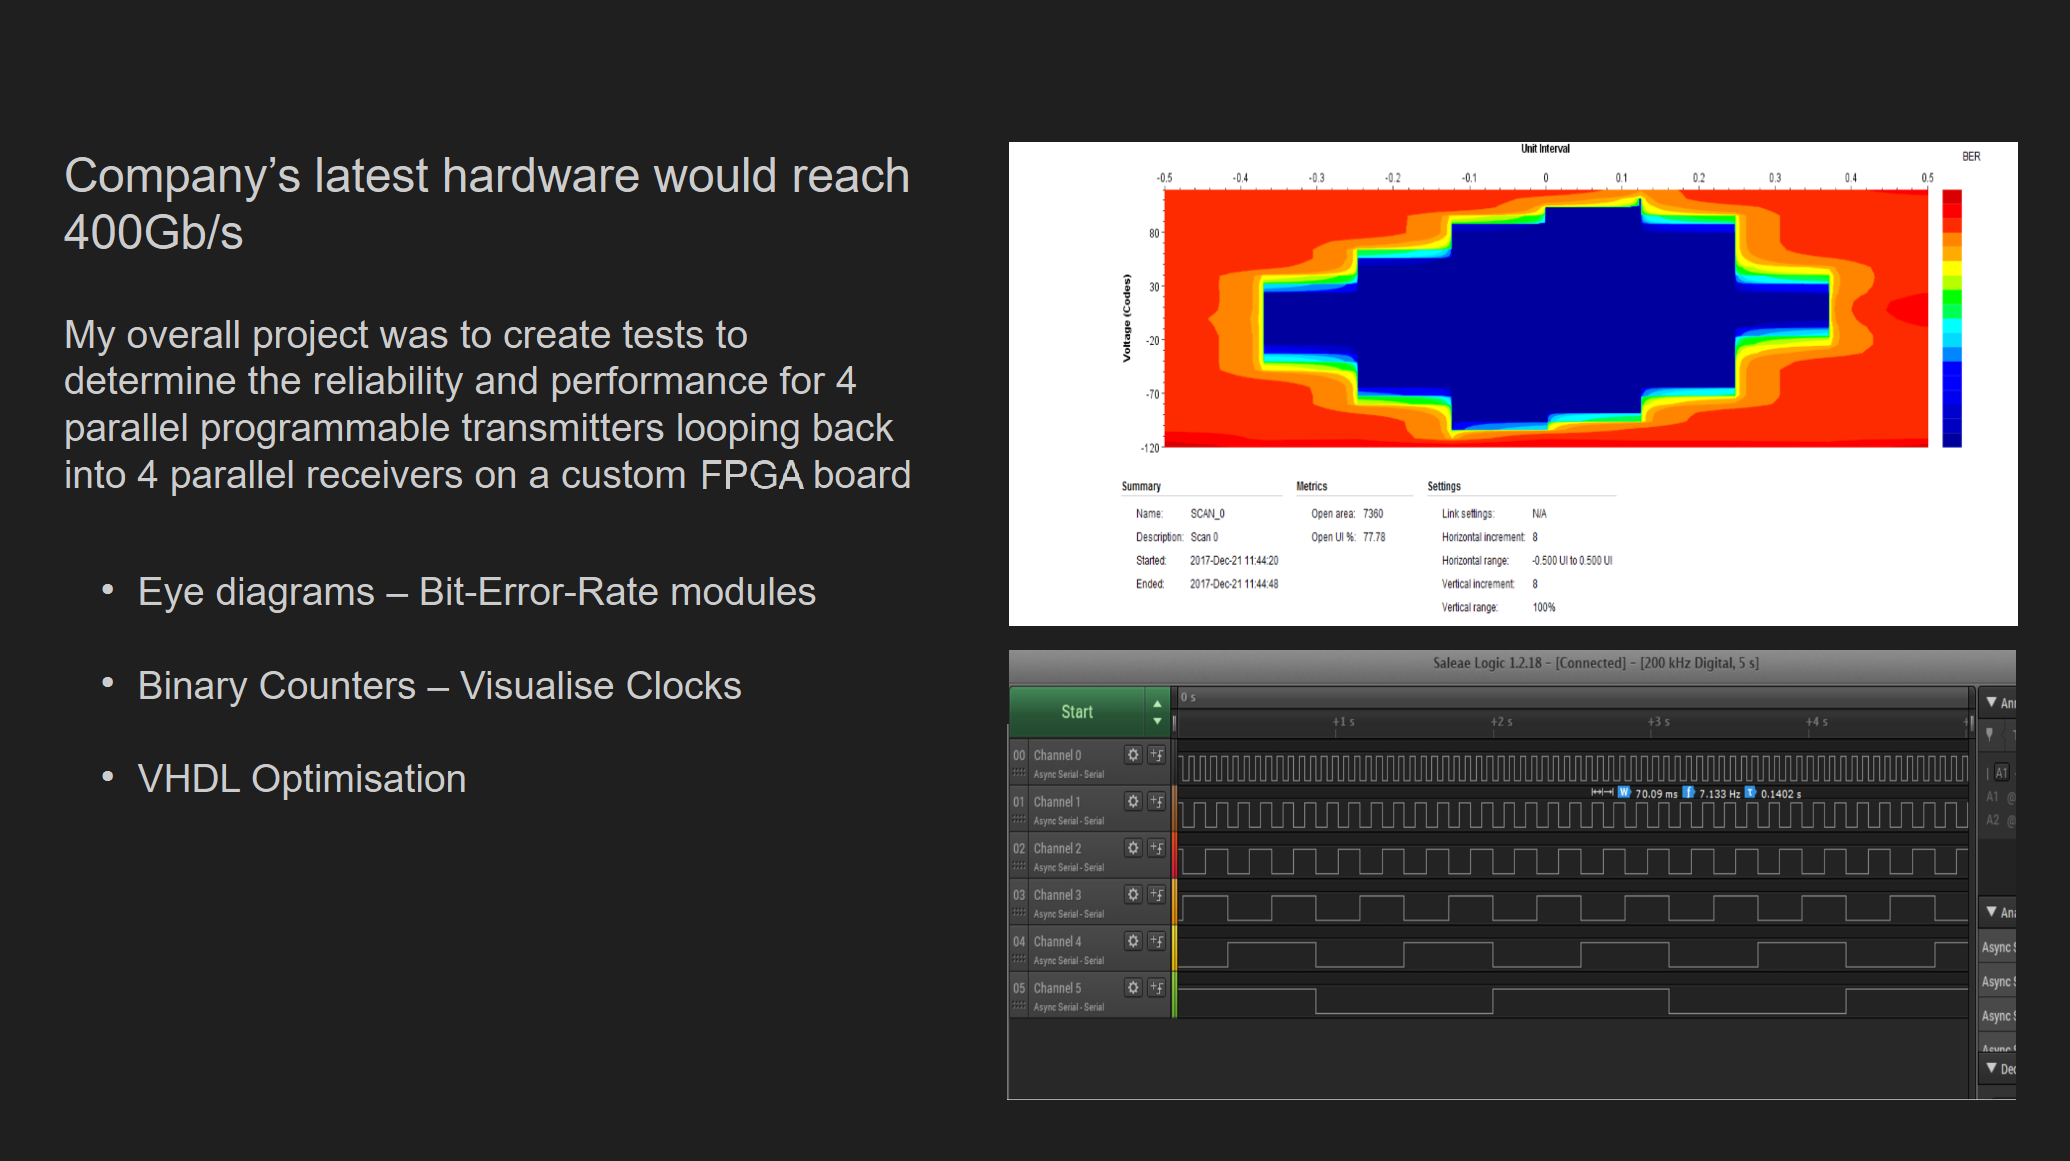 Company’s latest hardware would reach
400Gb/s
My overall project was to create tests to
determine the reliability and performance for 4
parallel programmable transmitters looping back
into 4 parallel receivers on a custom FPGA board
• Eye diagrams – Bit-Error-Rate modules
• Binary Counters – Visualise Clocks
• VHDL Optimisation
Unit Interval
BER
-0.5 -0.4 -0.3 -0.2 -0.1 0 0.1 0.2 0.3 0.4 0.5
Voltage (Codes)
80
30
-20
-70
-120
Summary Metrics Settings
Name: SCAN_0 Open area: 7360 Link settings: N/A
Description: Scan 0 Open UI %: 77.78 Horizontal increment: 8
Started: 2017-Dec-21 11:44:20 Horizontal range: -0.500 UI to 0.500 UI
Ended: 2017-Dec-21 11:44:48 Vertical increment: 8
Vertical range: 100%
Saleae Logic 1.2.18 - [Connected] - [200 kHz Digital, 5 s]
Start
0 s
+1 s +2 s +3 s +4 s
00 Channel 0
Async Serial - Serial
70.09 ms f 7.133 Hz T 0.1402 s
01 Channel 1
Async Serial - Serial
02 Channel 2
Async Serial - Serial
03 Channel 3
Async Serial - Serial
04 Channel 4
Async Serial - Serial
05 Channel 5
Async Serial - Serial
A1
A1 @
A2 @
Async
Async
Async